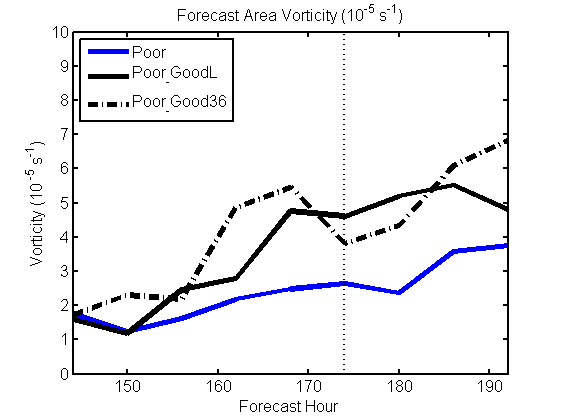 Forecast Area Vorticity (10^-5 s^-1)
10
9
8
7
6
5
4
3
2
1
0
Vorticity (10^-5 s^-1)
Poor
Poor_GoodL
Poor_Good36
150 160 170 180 190
Forecast Hour